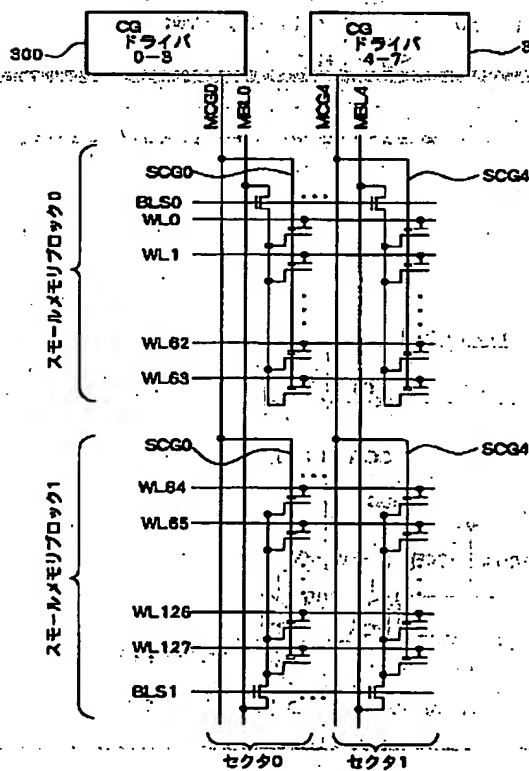 CG
ドライバ
0-3
300
CG
ドライバ
4-7
3
MCG0
MBL0
MCG4
MBL4
スモールメモリブロック0
SCG0
SCG4
BLS0
WL0
WL1
WL62
WL63
スモールメモリブロック1
SCG0
SCG4
WL64
WL65
WL126
WL127
BLS1
セクタ0
セクタ1